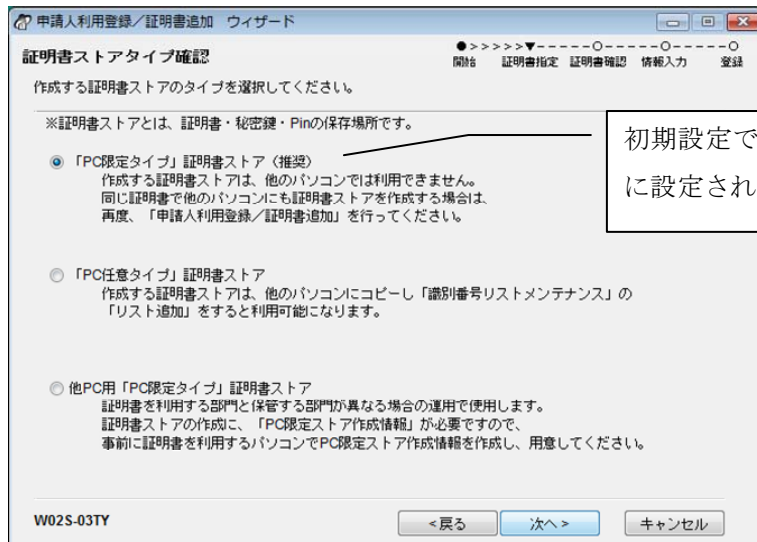 申請人利用登録/証明書追加 ウィザード
証明書ストアタイプ確認
●>>>>>▼-----○-----○-----○
開始 証明書指定 証明書確認 情報入力 登録
作成する証明書ストアのタイプを選択してください。
※証明書ストアとは、証明書・秘密鍵・Pinの保存場所です。
初期設定で
に設定され
「PC限定タイプ」証明書ストア（推奨）
作成する証明書ストアは、他のパソコンでは利用できません。
同じ証明書で他のパソコンにも証明書ストアを作成する場合は、
再度、「申請人利用登録/証明書追加」を行ってください。
「PC任意タイプ」証明書ストア
作成する証明書ストアは、他のパソコンにコピーし「識別番号リストメンテナンス」の
「リスト追加」をすると利用可能になります。
他PC用「PC限定タイプ」証明書ストア
証明書を利用する部門と保管する部門が異なる場合の運用で使用します。
証明書ストアの作成に、「PC限定ストア作成情報」が必要ですので、
事前に証明書を利用するパソコンでPC限定ストア作成情報を作成し、用意してください。
W02S-03TY
<戻る 次へ> キャンセル